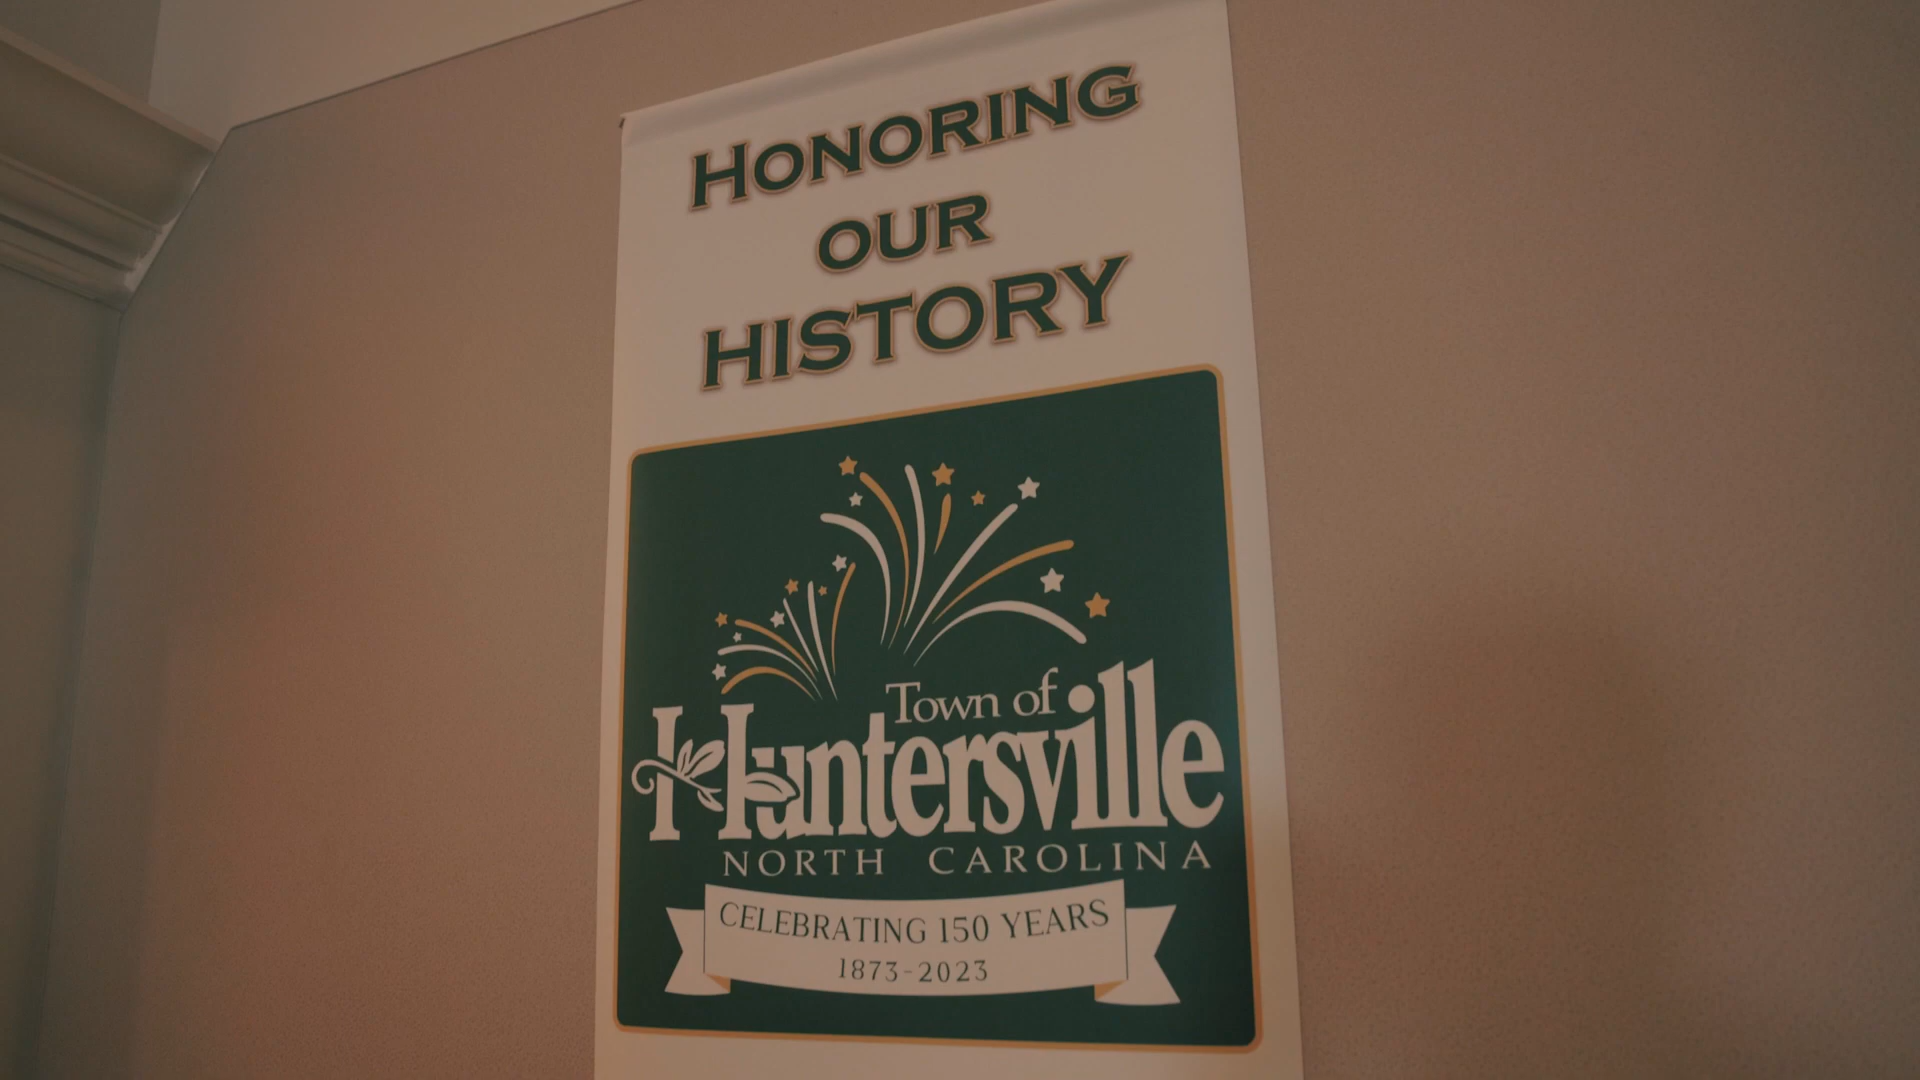 HONORING
OUR
HISTORY
Town of
Huntersville
NORTH CAROLINA
CELEBRATING 150 YEARS
1873-2023